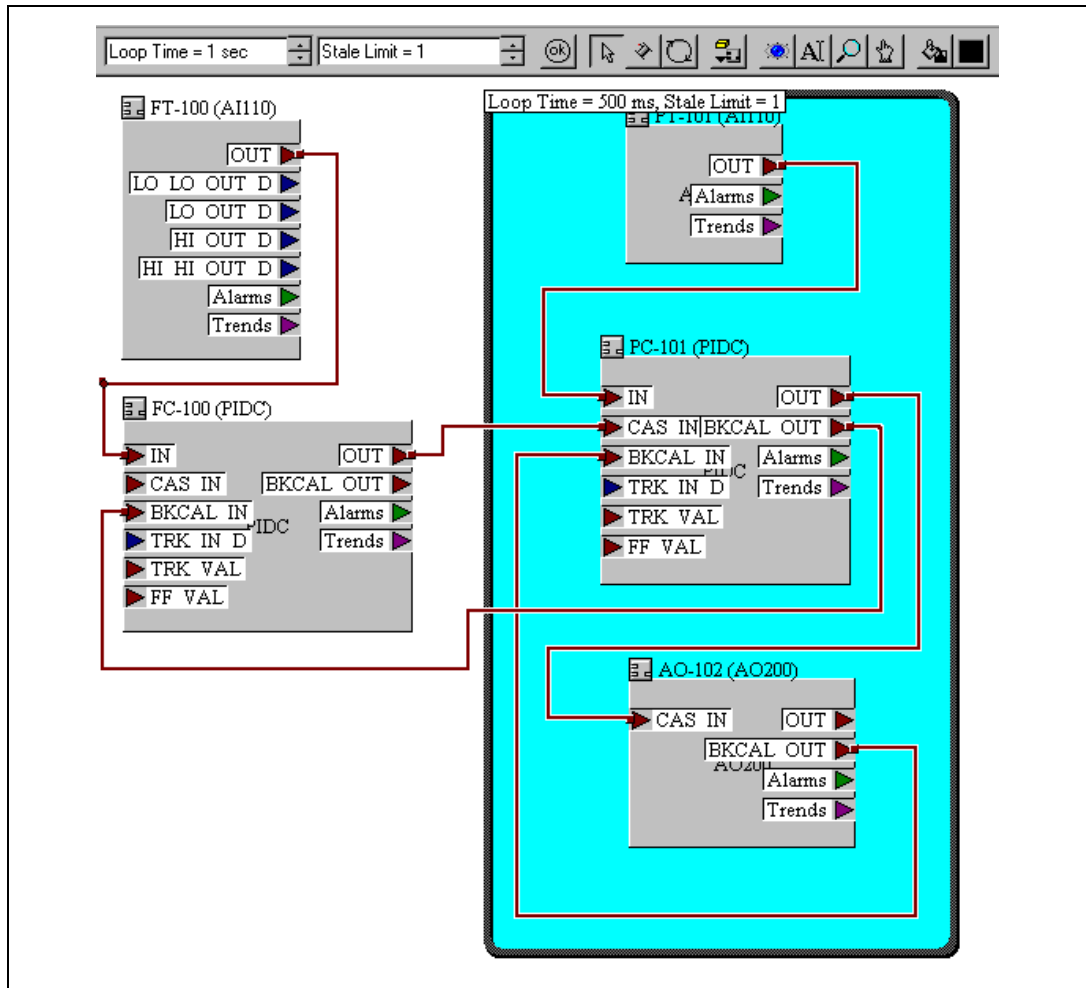 Loop Time = 1 sec
Stale Limit = 1
ok
AI
FT-100 (AI110)
OUT
LO LO OUT D
LO OUT D
HI OUT D
HI HI OUT D
Alarms
Trends
Loop Time = 500 ms, Stale Limit = 1
PT-101 (AI110)
OUT
A
Alarms
Trends
FC-100 (PIDC)
IN
OUT
CAS IN
BKCAL OUT
BKCAL IN
Alarms
PIDC
TRK IN D
Trends
TRK VAL
FF VAL
PC-101 (PIDC)
IN
OUT
CAS IN
BKCAL OUT
BKCAL IN
Alarms
PIDC
TRK IN D
Trends
TRK VAL
FF VAL
AO-102 (AO200)
CAS IN
OUT
BKCAL OUT
AO200
Alarms
Trends